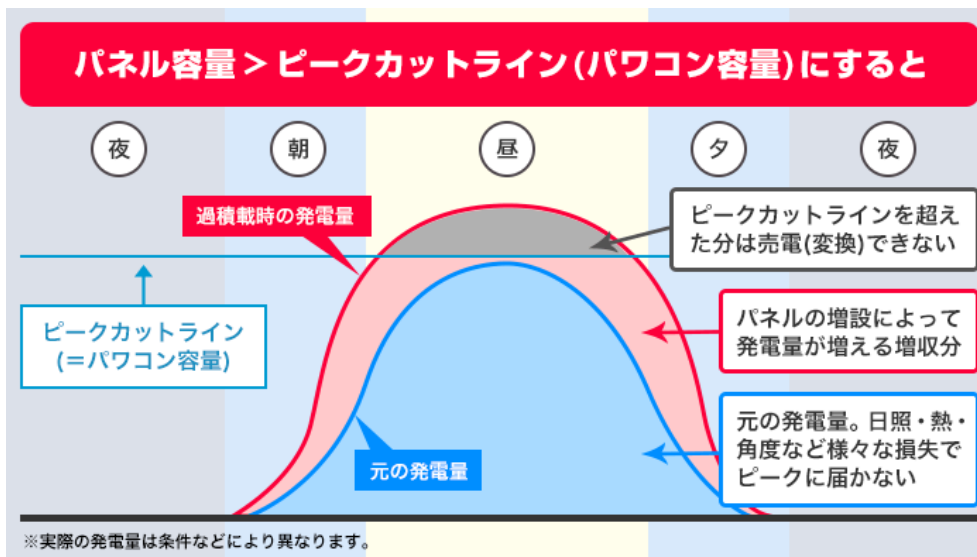 パネル容量>ピークカットライン(パワコン容量)にすると
夜
朝
昼
夕
夜
過積載時の発電量
ピークカットラインを超え
た分は売電(変換)できない
ピークカットライン
(=パワコン容量)
パネルの増設によって
発電量が増える増収分
元の発電量。日照・熱・
角度など様々な損失で
ピークに届かない
元の発電量
※実際の発電量は条件などにより異なります。